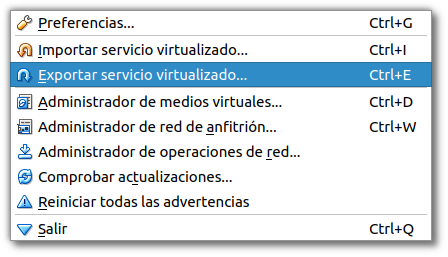 Preferencias... Ctrl+G
Importar servicio virtualizado... Ctrl+I
Exportar servicio virtualizado... Ctrl+E
Administrador de medios virtuales... Ctrl+D
Administrador de red de anfitrión... Ctrl+W
Administrador de operaciones de red...
Comprobar actualizaciones...
Reiniciar todas las advertencias
Salir Ctrl+Q